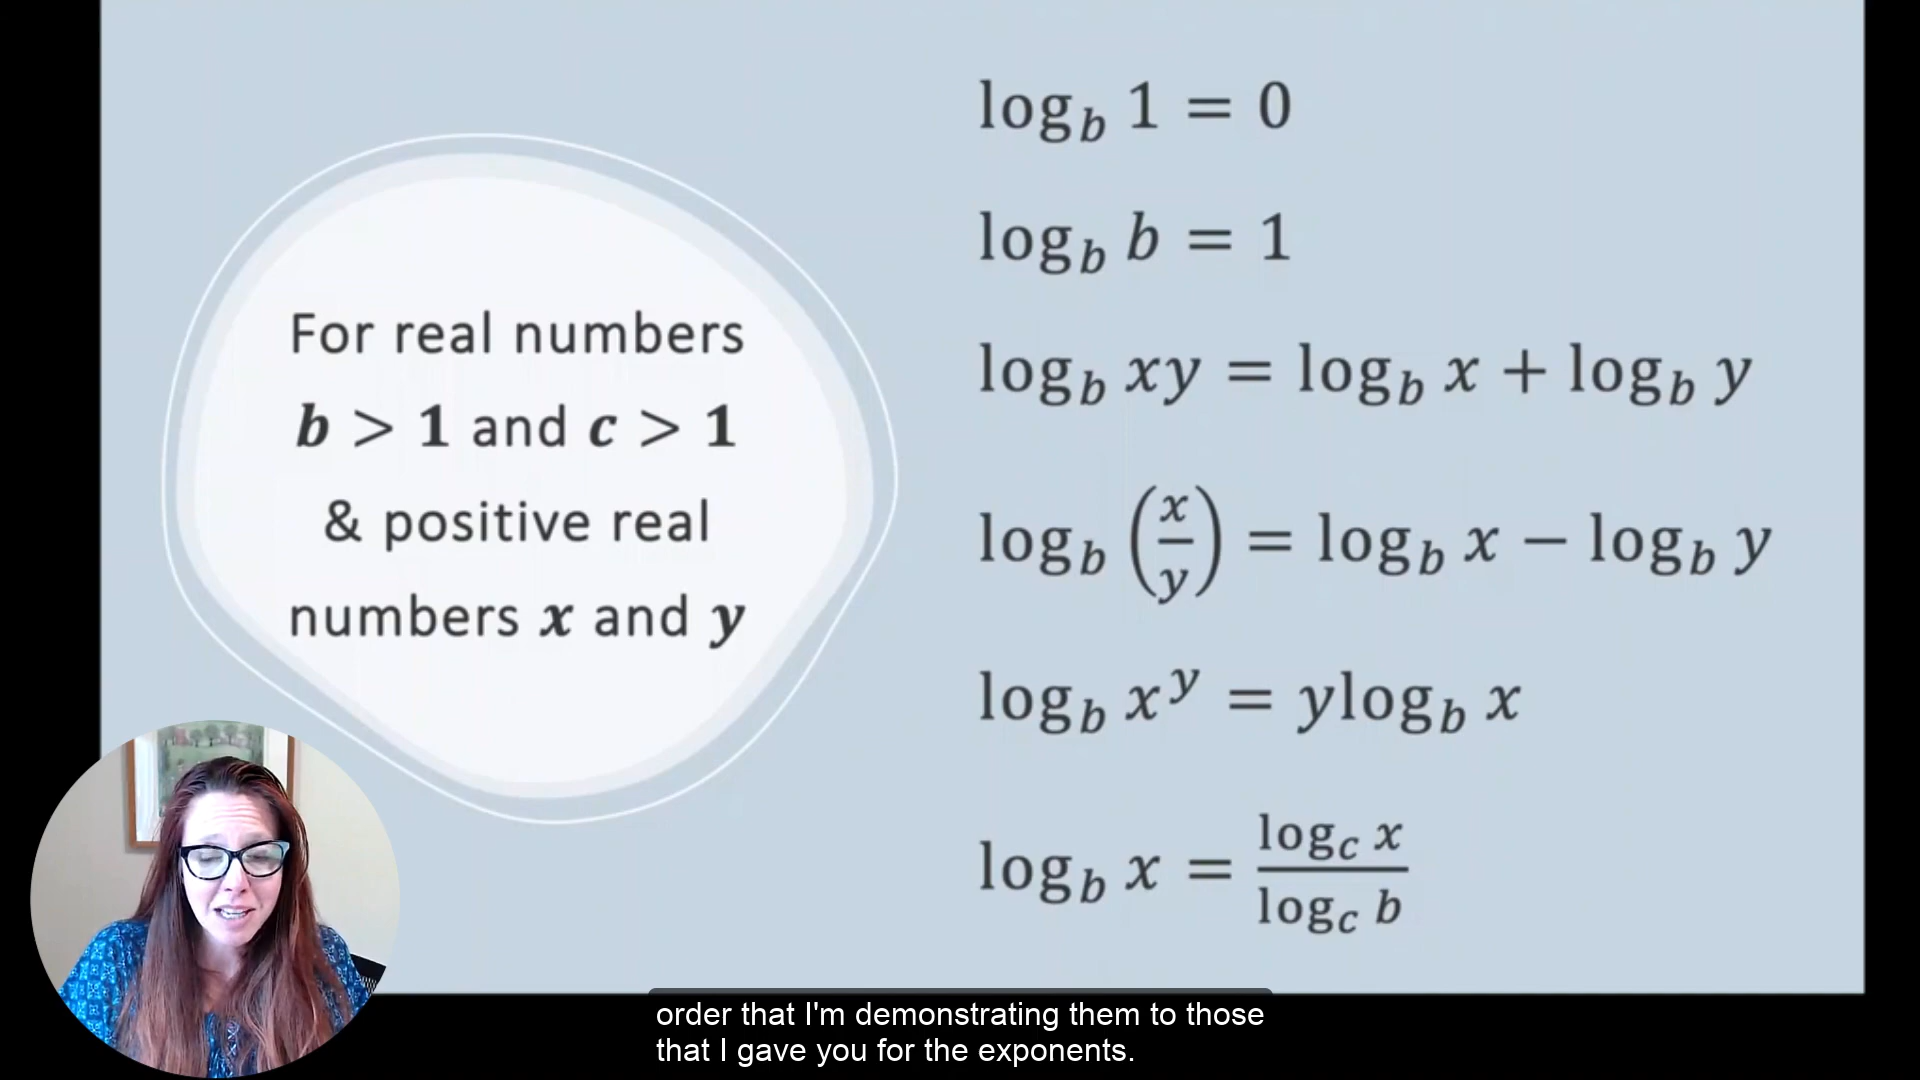 For real numbers
b > 1 and c > 1
& positive real
numbers x and y
log_b 1 = 0
log_b b = 1
log_b xy = log_b x + log_b y
log_b (x/y) = log_b x − log_b y
log_b x^y = ylog_b x
log_b x = log_c x / log_c b
order that I'm demonstrating them to those
that I gave you for the exponents.